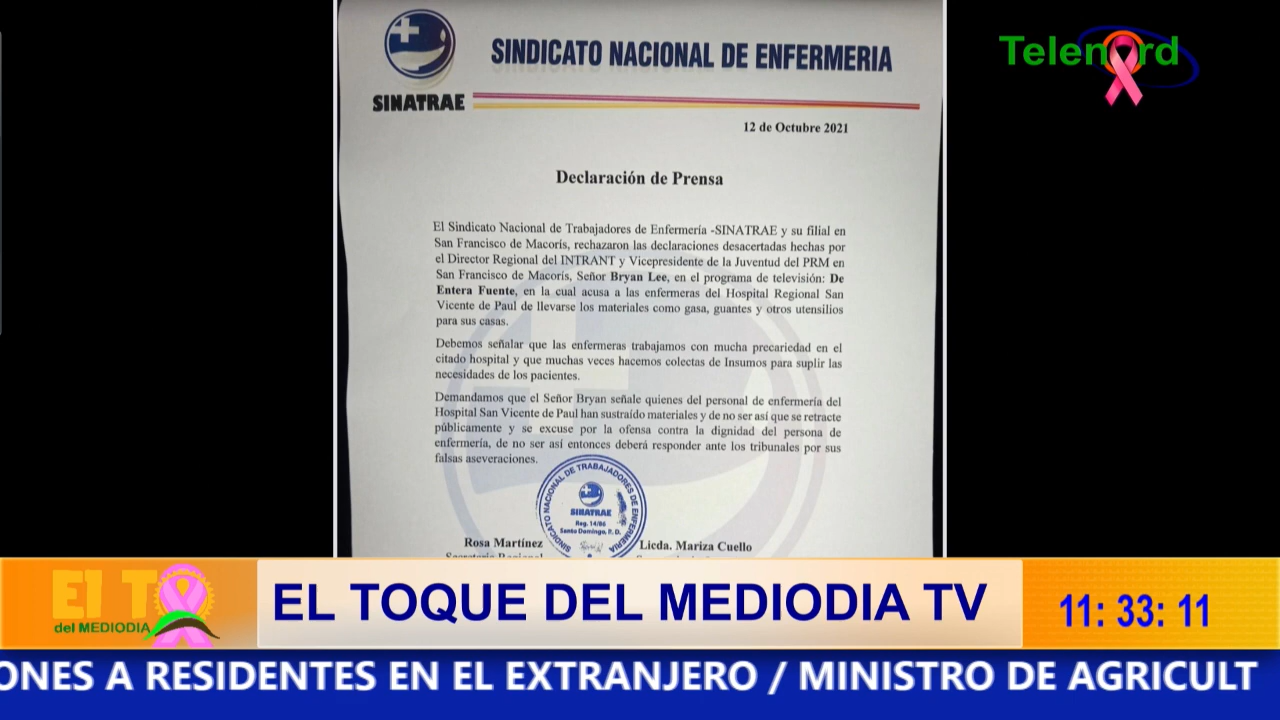 SINDICATO NACIONAL DE ENFERMERIA
SINATRAE
Telenord
12 de Octubre 2021
Declaración de Prensa
El Sindicato Nacional de Trabajadores de Enfermería -SINATRAE y su filial en
San Francisco de Macorís, rechazaron las declaraciones desacertadas hechas por
el Director Regional del INTRANT y Vicepresidente de la Juventud del PRM en
San Francisco de Macorís, Señor Bryan Lee, en el programa de televisión: De
Entera Fuente, en la cual acusa a las enfermeras del Hospital Regional San
Vicente de Paul de llevarse los materiales como gasa, guantes y otros utensilios
para sus casas.
Debemos señalar que las enfermeras trabajamos con mucha precariedad en el
citado hospital y que muchas veces hacemos colectas de Insumos para suplir las
necesidades de los pacientes.
Demandamos que el Señor Bryan señale quienes del personal de enfermería del
Hospital San Vicente de Paul han sustraído materiales y de no ser así que se retracte
públicamente y se excuse por la ofensa contra la dignidad del persona de
enfermería, de no ser así entonces deberá responder ante los tribunales por sus
falsas aseveraciones.
SINDICATO NACIONAL DE TRABAJADORES DE ENFERMERIA
SINATRAE
Reg. 14/86
Santo Domingo, R. D.
Rosa Martínez
Licda. Mariza Cuello
El T
del MEDIODIA
EL TOQUE DEL MEDIODIA TV
11: 33: 11
ONES A RESIDENTES EN EL EXTRANJERO / MINISTRO DE AGRICULT